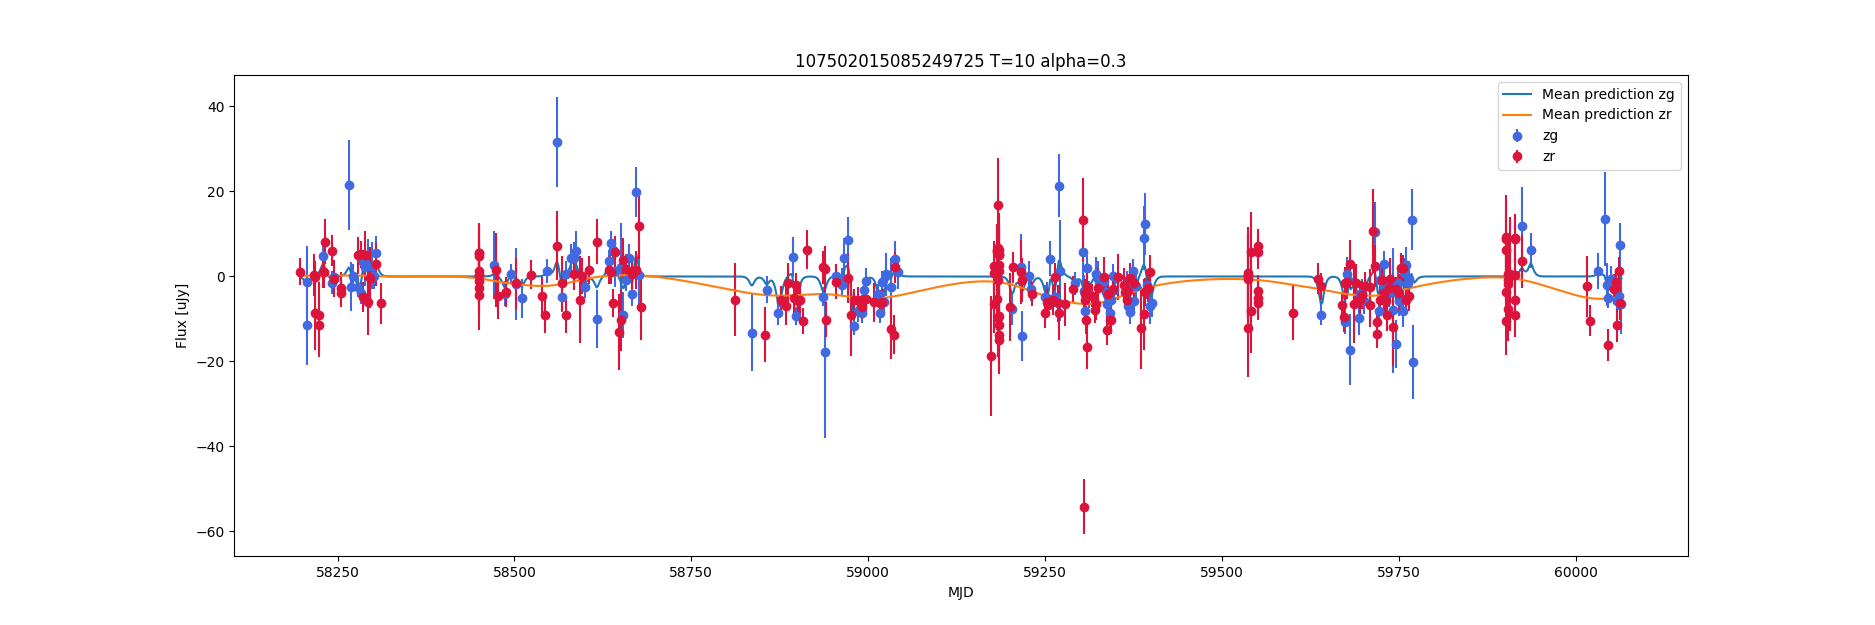 107502015085249725 T=10 alpha=0.3
Mean prediction zg
Mean prediction zr
zg
zr
Flux [uJy]
40
20
0
−20
−40
−60
58250 58500 58750 59000 59250 59500 59750 60000
MJD